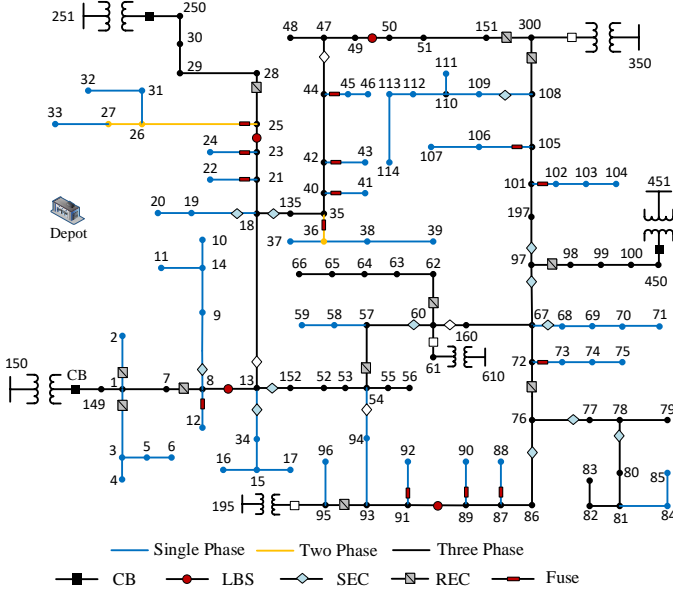 251 250 48 47 50 151 300
30 49 51 350
29 28
32 31 111
44 45 46 113 112 109
110 108
33 27 26 25
24 23 42 43 107 106 105
22 21 114
40 41 101 102 103 104
Depot 20 19 18 135 35 197 451
10 37 36 38 39
11 14 66 65 64 63 62 97 98 99 100 450
9 59 58 57 60 160 67 68 69 70 71
2 61 610 72 73 74 75
150 CB 149 1 7 8 13 152 52 53 54 55 56
12 34 94 76 77 78 79
3 5 6 16 15 17 96 92 90 88 80 85
4 83
195 95 93 91 89 87 86 82 81 84
Single Phase Two Phase Three Phase
CB LBS SEC REC Fuse